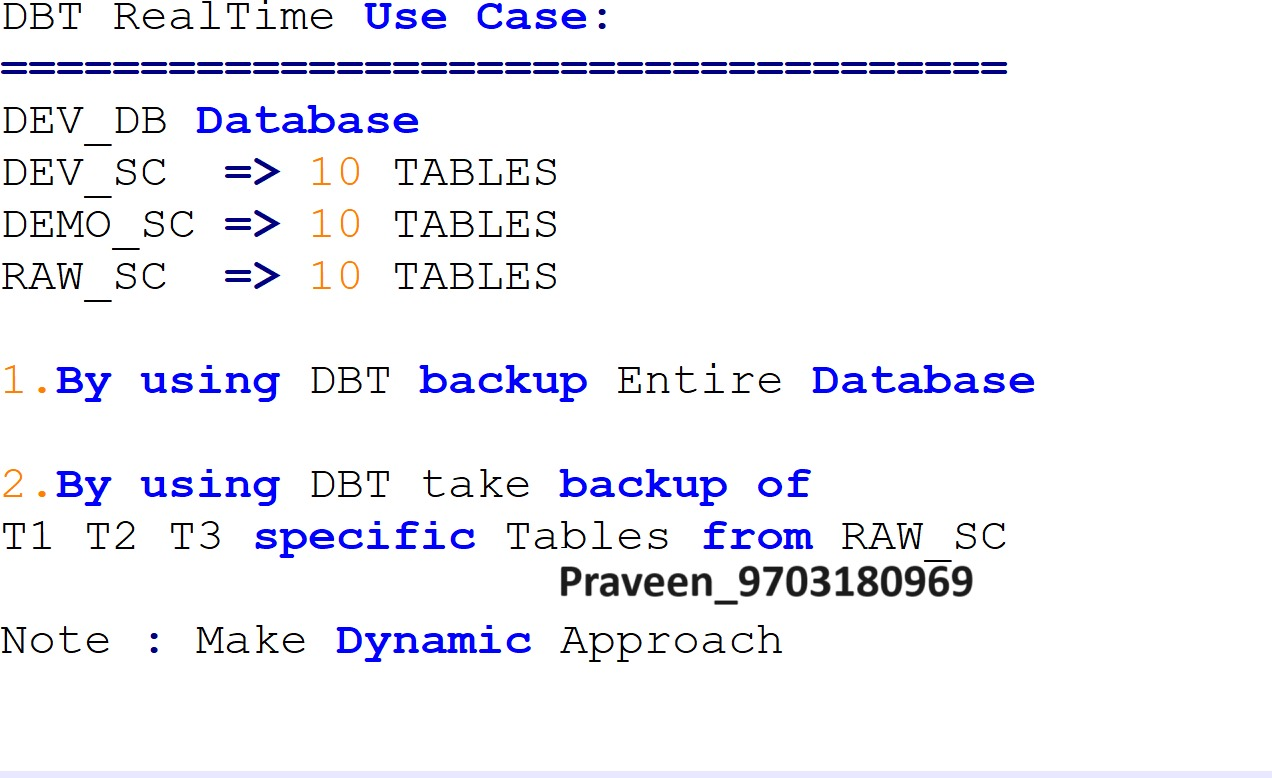 DBT RealTime Use Case:
====================================
DEV_DB Database
DEV_SC  => 10 TABLES
DEMO_SC => 10 TABLES
RAW_SC  => 10 TABLES
1.By using DBT backup Entire Database
2.By using DBT take backup of
T1 T2 T3 specific Tables from RAW_SC
Praveen_9703180969
Note : Make Dynamic Approach